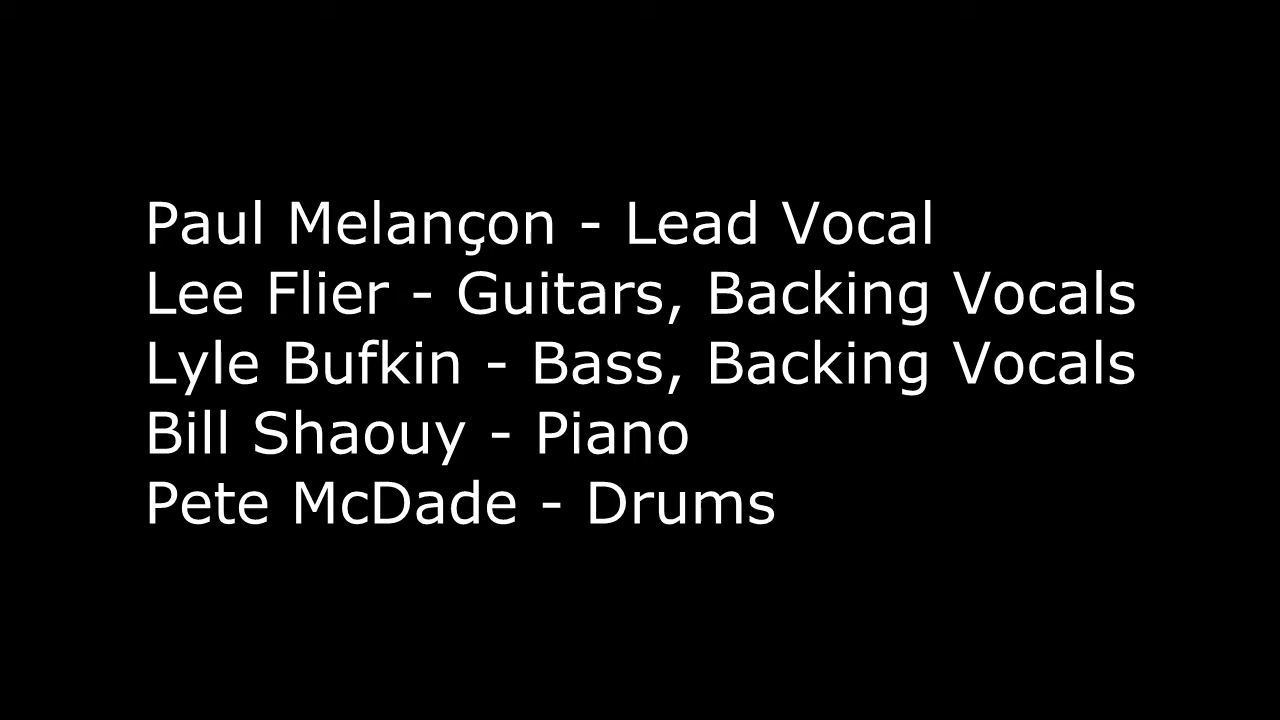 Paul Melançon - Lead Vocal
Lee Flier - Guitars, Backing Vocals
Lyle Bufkin - Bass, Backing Vocals
Bill Shaouy - Piano
Pete McDade - Drums